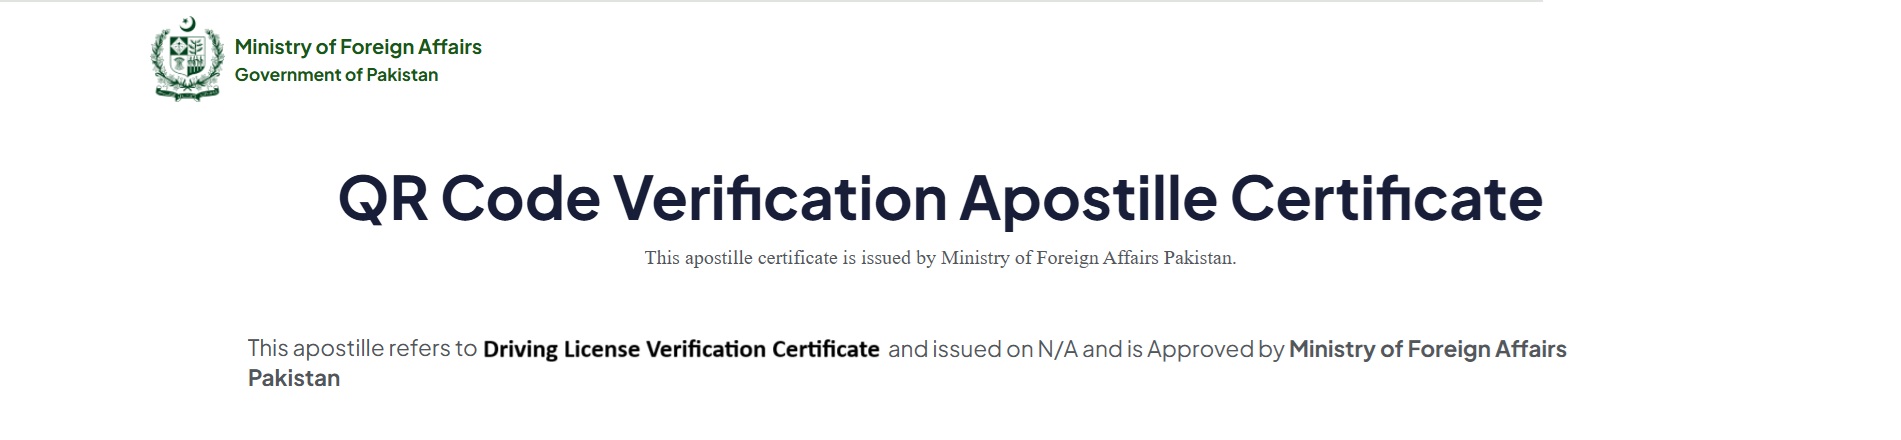 Ministry of Foreign Affairs
Government of Pakistan
QR Code Verification Apostille Certificate
This apostille certificate is issued by Ministry of Foreign Affairs Pakistan.
This apostille refers to Driving License Verification Certificate and issued on N/A and is Approved by Ministry of Foreign Affairs
Pakistan